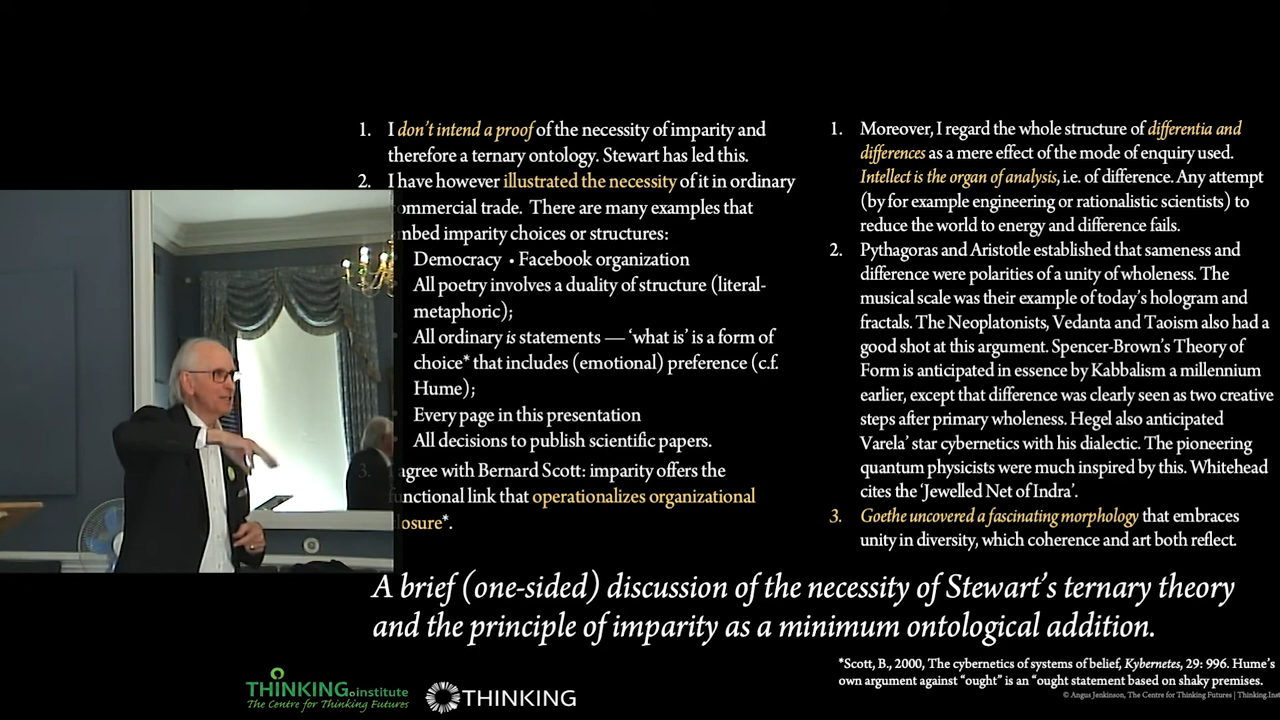 1. I don't intend a proof of the necessity of imparity and
therefore a ternary ontology. Stewart has led this.
2. I have however illustrated the necessity of it in ordinary
ommercial trade. There are many examples that
mbed imparity choices or structures:
Democracy • Facebook organization
All poetry involves a duality of structure (literal-
metaphoric);
All ordinary is statements — 'what is' is a form of
choice* that includes (emotional) preference (c.f.
Hume);
Every page in this presentation
All decisions to publish scientific papers.
3. I agree with Bernard Scott: imparity offers the
functional link that operationalizes organizational
losure*.
1. Moreover, I regard the whole structure of differentia and
differences as a mere effect of the mode of enquiry used.
Intellect is the organ of analysis, i.e. of difference. Any attempt
(by for example engineering or rationalistic scientists) to
reduce the world to energy and difference fails.
2. Pythagoras and Aristotle established that sameness and
difference were polarities of a unity of wholeness. The
musical scale was their example of today's hologram and
fractals. The Neoplatonists, Vedanta and Taoism also had a
good shot at this argument. Spencer-Brown's Theory of
Form is anticipated in essence by Kabbalism a millennium
earlier, except that difference was clearly seen as two creative
steps after primary wholeness. Hegel also anticipated
Varela' star cybernetics with his dialectic. The pioneering
quantum physicists were much inspired by this. Whitehead
cites the 'Jewelled Net of Indra'.
3. Goethe uncovered a fascinating morphology that embraces
unity in diversity, which coherence and art both reflect.
A brief (one-sided) discussion of the necessity of Stewart's ternary theory
and the principle of imparity as a minimum ontological addition.
*Scott, B., 2000, The cybernetics of systems of belief, Kybernetes, 29: 996. Hume's
own argument against "ought" is an "ought statement based on shaky premises.
© Angus Jenkinson, The Centre for Thinking Futures | Thinking.Inst
THINKING.institute
The Centre for Thinking Futures
THINKING